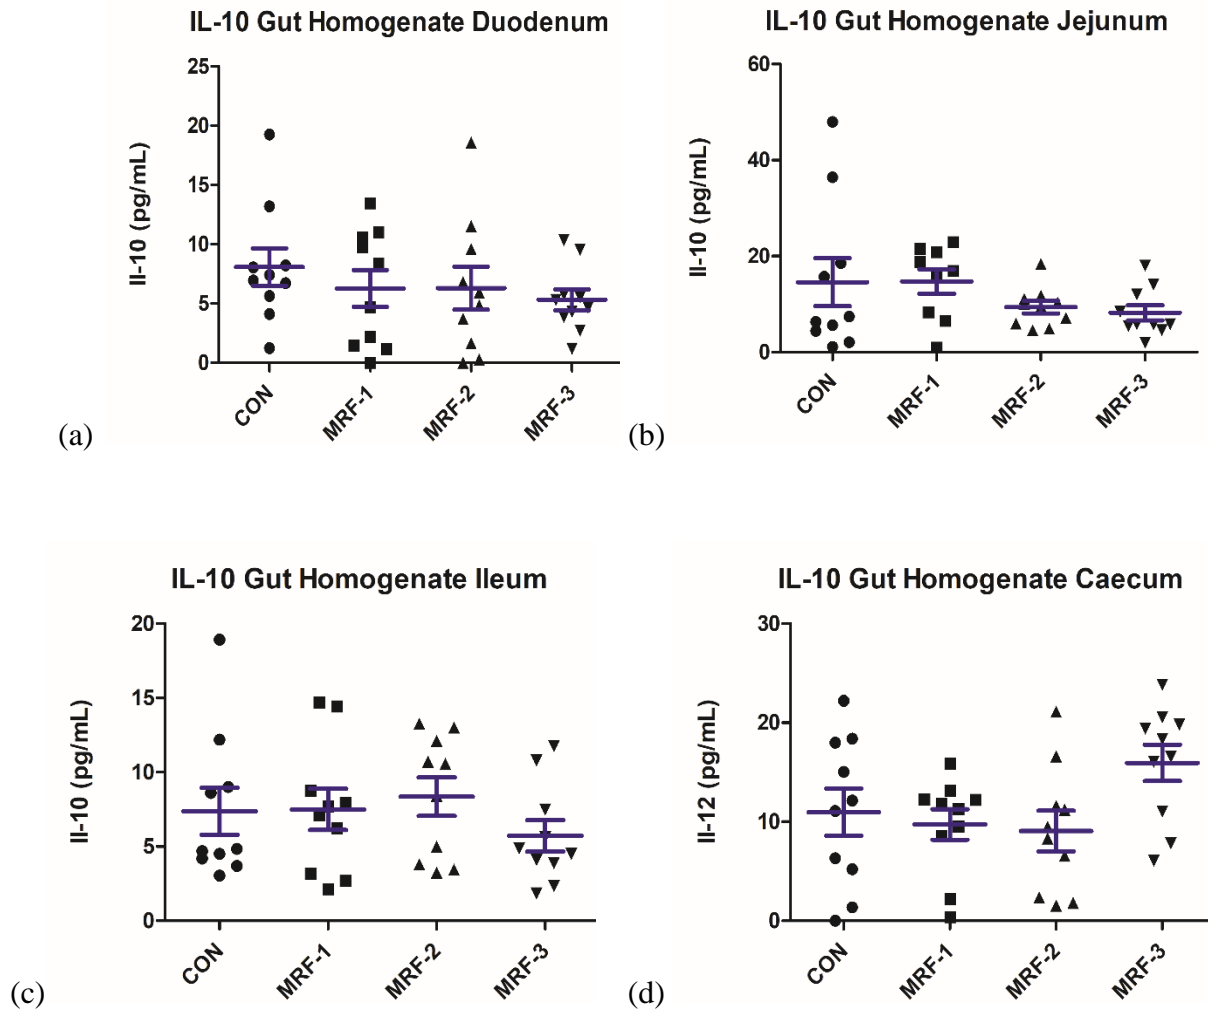 IL-10 Gut Homogenate Duodenum
Il-10 (pg/mL)
25
20
15
10
5
0
CON
MRF-1
MRF-2
MRF-3
(a)
IL-10 Gut Homogenate Jejunum
Il-10 (pg/mL)
60
40
20
0
CON
MRF-1
MRF-2
MRF-3
(b)
IL-10 Gut Homogenate Ileum
Il-10 (pg/mL)
20
15
10
5
0
CON
MRF-1
MRF-2
MRF-3
(c)
IL-10 Gut Homogenate Caecum
Il-12 (pg/mL)
30
20
10
0
CON
MRF-1
MRF-2
MRF-3
(d)